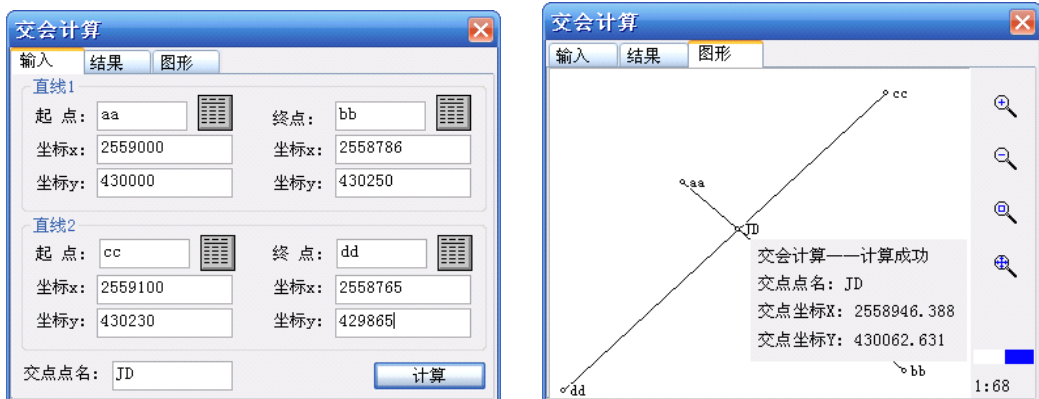 交会计算
输入 结果 图形
直线1
起 点: aa 终点: bb
坐标x: 2559000 坐标x: 2558786
坐标y: 430000 坐标y: 430250
直线2
起 点: cc 终 点: dd
坐标x: 2559100 坐标x: 2558765
坐标y: 430230 坐标y: 429865
交点点名: JD 计算
交会计算
输入 结果 图形
cc
aa
JD
交会计算——计算成功
交点点名: JD
交点坐标X: 2558946.388
交点坐标Y: 430062.631
bb
dd
1:68